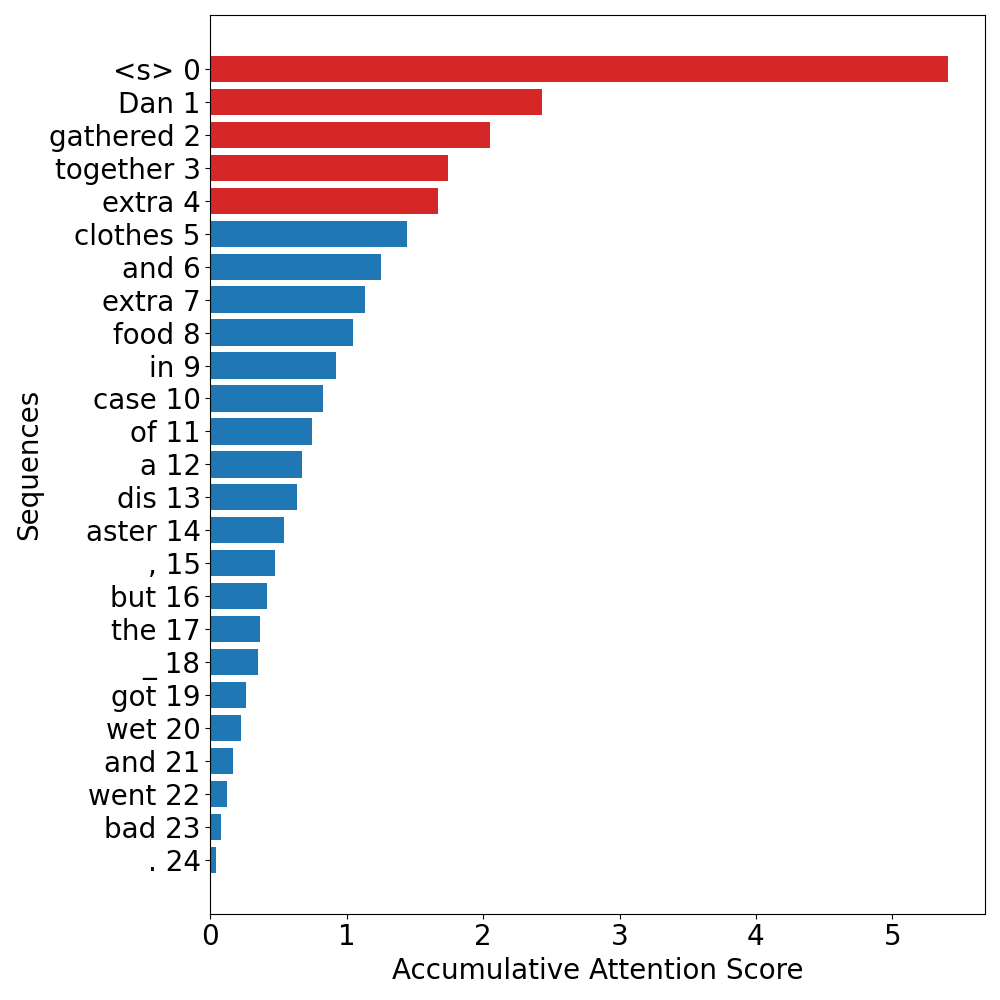 <s> 0
Dan 1
gathered 2
together 3
extra 4
clothes 5
and 6
extra 7
food 8
in 9
case 10
of 11
a 12
dis 13
aster 14
, 15
but 16
the 17
_ 18
got 19
wet 20
and 21
went 22
bad 23
. 24
Sequences
0 1 2 3 4 5
Accumulative Attention Score